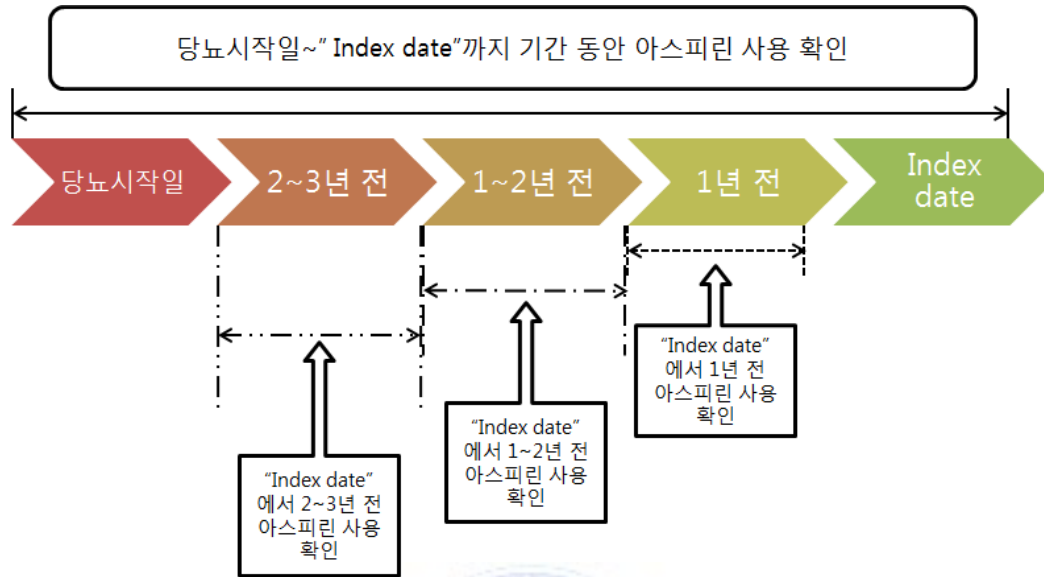 당뇨시작일~” Index date”까지 기간 동안 아스피린 사용 확인
당뇨시작일
2~3년 전
1~2년 전
1년 전
Index
date
“Index date”
에서 2~3년 전
아스피린 사용
확인
“Index date”
에서 1~2년 전
아스피린 사용
확인
“Index date”
에서 1년 전
아스피린 사용
확인